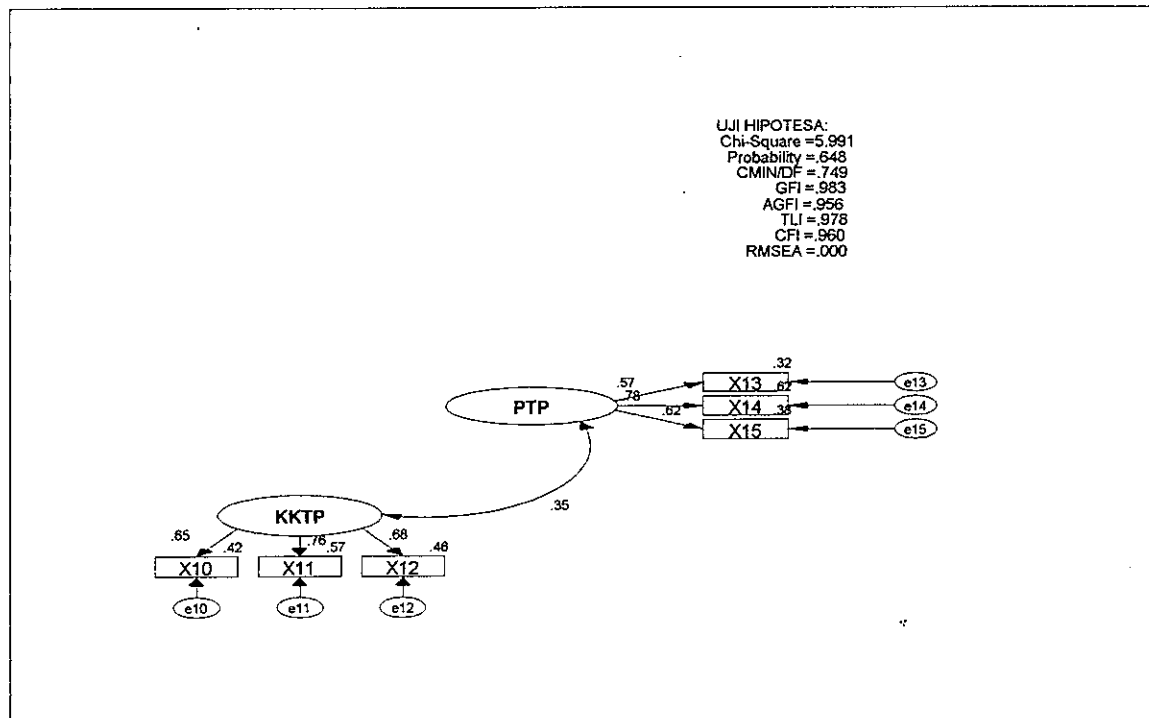 UJI HIPOTESA:
Chi-Square =5.991
Probability =.648
CMIN/DF =.749
GFI =.983
AGFI =.956
TLI =.978
CFI =.960
RMSEA =.000
.32
.57
X13
e13
.78
.62
PTP
X14
e14
.62
.38
X15
e15
.35
KKTP
.65
.42
.76
.57
.68
.46
X10
X11
X12
e10
e11
e12